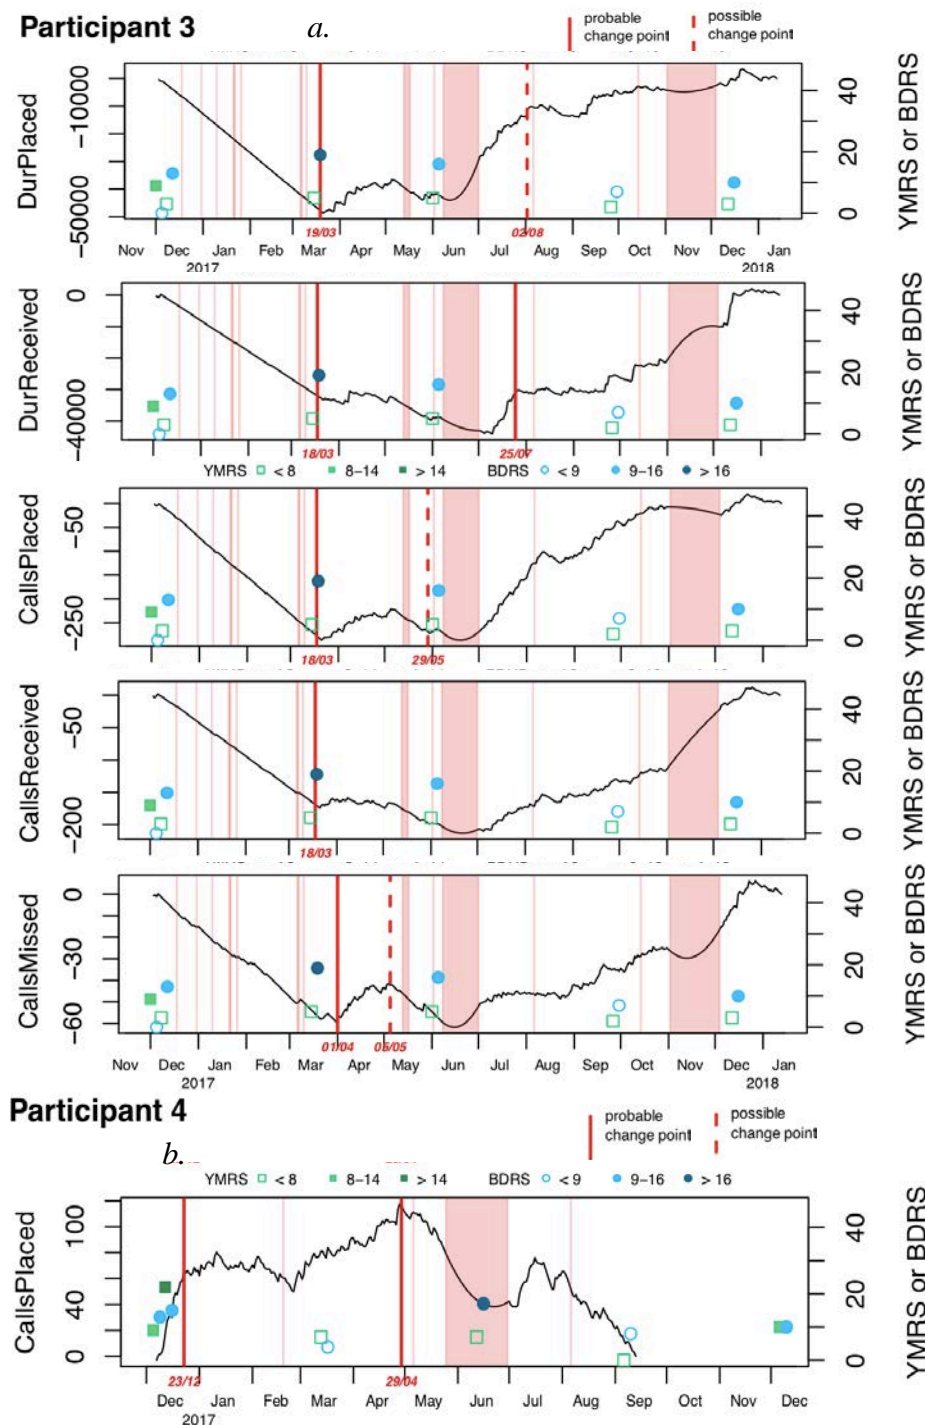 Participant 3
a.
probable
change point
possible
change point
DurPlaced
−10000
−50000
40
20
0
YMRS or BDRS
19/03
02/08
Nov Dec Jan Feb Mar Apr May Jun Jul Aug Sep Oct Nov Dec Jan
2017 2018
DurReceived
0
−4000
40
20
0
YMRS or BDRS
18/03
25/07
YMRS < 8 8−14 > 14 BDRS < 9 9−16 > 16
CallsPlaced
−50
−250
40
20
0
YMRS or BDRS
18/03
29/05
CallsReceived
−50
−200
40
20
0
YMRS or BDRS
18/03
CallsMissed
0
−30
−60
40
20
0
YMRS or BDRS
01/04
05/05
Nov Dec Jan Feb Mar Apr May Jun Jul Aug Sep Oct Nov Dec Jan
2017 2018
Participant 4
b.
probable
change point
possible
change point
YMRS < 8 8−14 > 14 BDRS < 9 9−16 > 16
CallsPlaced
100
40
0
40
20
0
YMRS or BDRS
23/12
29/04
Dec Jan Feb Mar Apr May Jun Jul Aug Sep Oct Nov Dec
2017